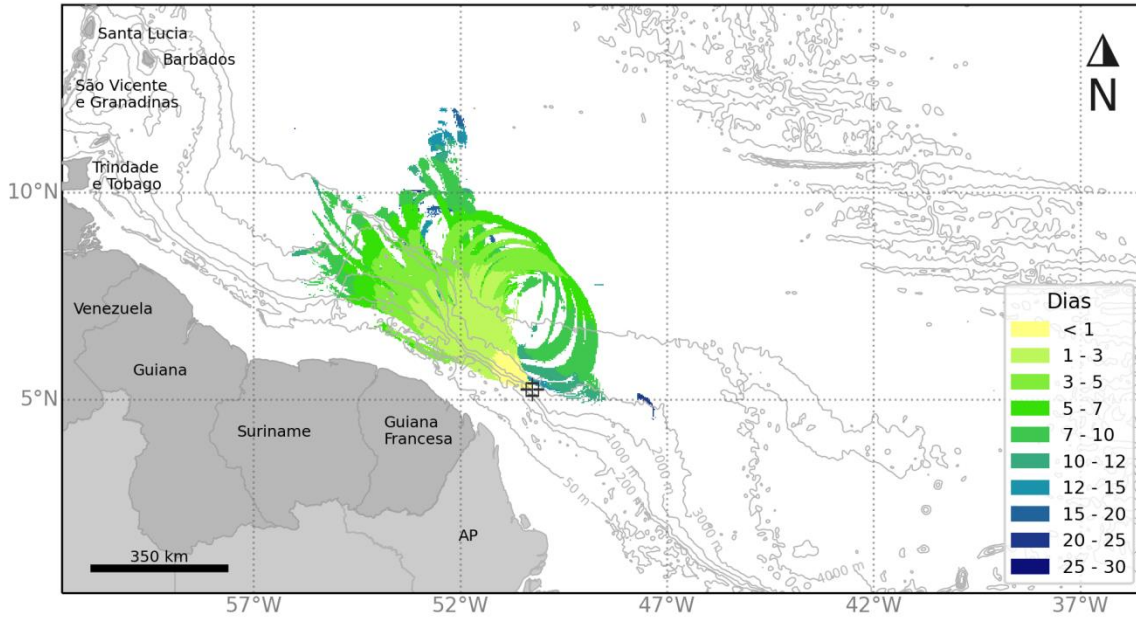 Santa Lucia
Barbados
São Vicente
e Granadinas
Trindade
e Tobago
N
10°N
5°N
Venezuela
Guiana
Suriname
Guiana
Francesa
AP
350 km
50 m
1000 m
2000 m
3000 m
4000 m
Dias
< 1
1 - 3
3 - 5
5 - 7
7 - 10
10 - 12
12 - 15
15 - 20
20 - 25
25 - 30
57°W
52°W
47°W
42°W
37°W